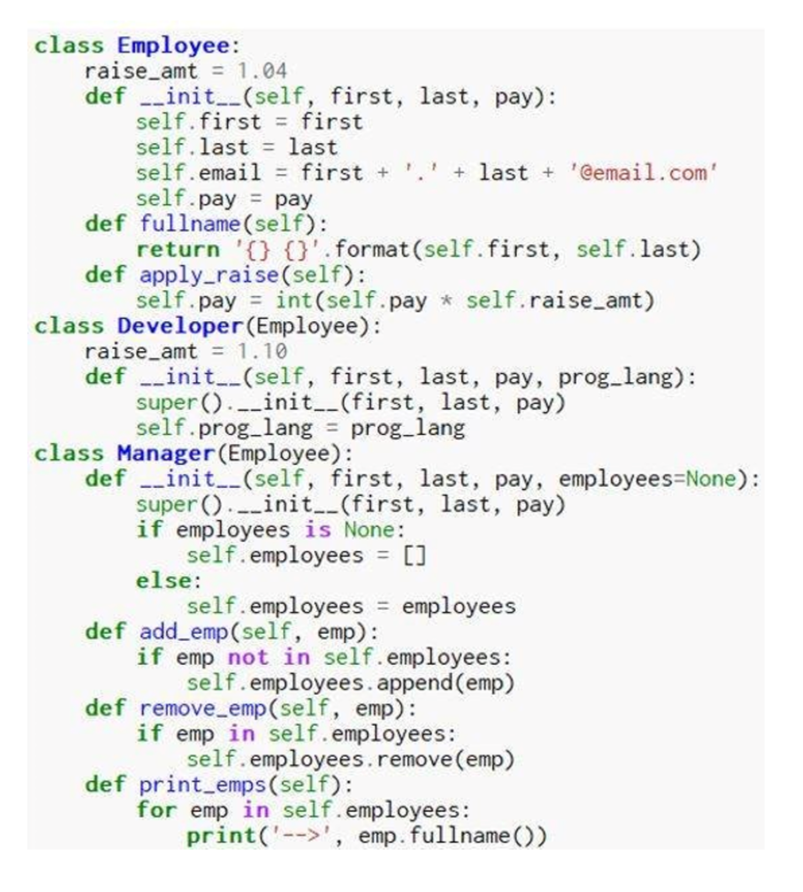 class Employee:
    raise_amt = 1.04
    def __init__(self, first, last, pay):
        self.first = first
        self.last = last
        self.email = first + '.' + last + '@email.com'
        self.pay = pay
    def fullname(self):
        return '{} {}'.format(self.first, self.last)
    def apply_raise(self):
        self.pay = int(self.pay * self.raise_amt)
class Developer(Employee):
    raise_amt = 1.10
    def __init__(self, first, last, pay, prog_lang):
        super().__init__(first, last, pay)
        self.prog_lang = prog_lang
class Manager(Employee):
    def __init__(self, first, last, pay, employees=None):
        super().__init__(first, last, pay)
        if employees is None:
            self.employees = []
        else:
            self.employees = employees
    def add_emp(self, emp):
        if emp not in self.employees:
            self.employees.append(emp)
    def remove_emp(self, emp):
        if emp in self.employees:
            self.employees.remove(emp)
    def print_emps(self):
        for emp in self.employees:
            print('-->', emp.fullname())